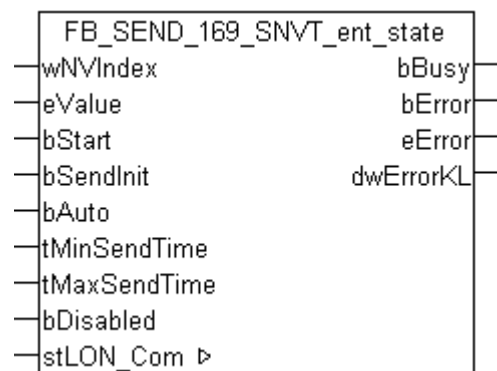 FB_SEND_169_SNVT_ent_state
wNVIndex bBusy
eValue bError
bStart eError
bSendInit dwErrorKL
bAuto
tMinSendTime
tMaxSendTime
bDisabled
stLON_Com ▷